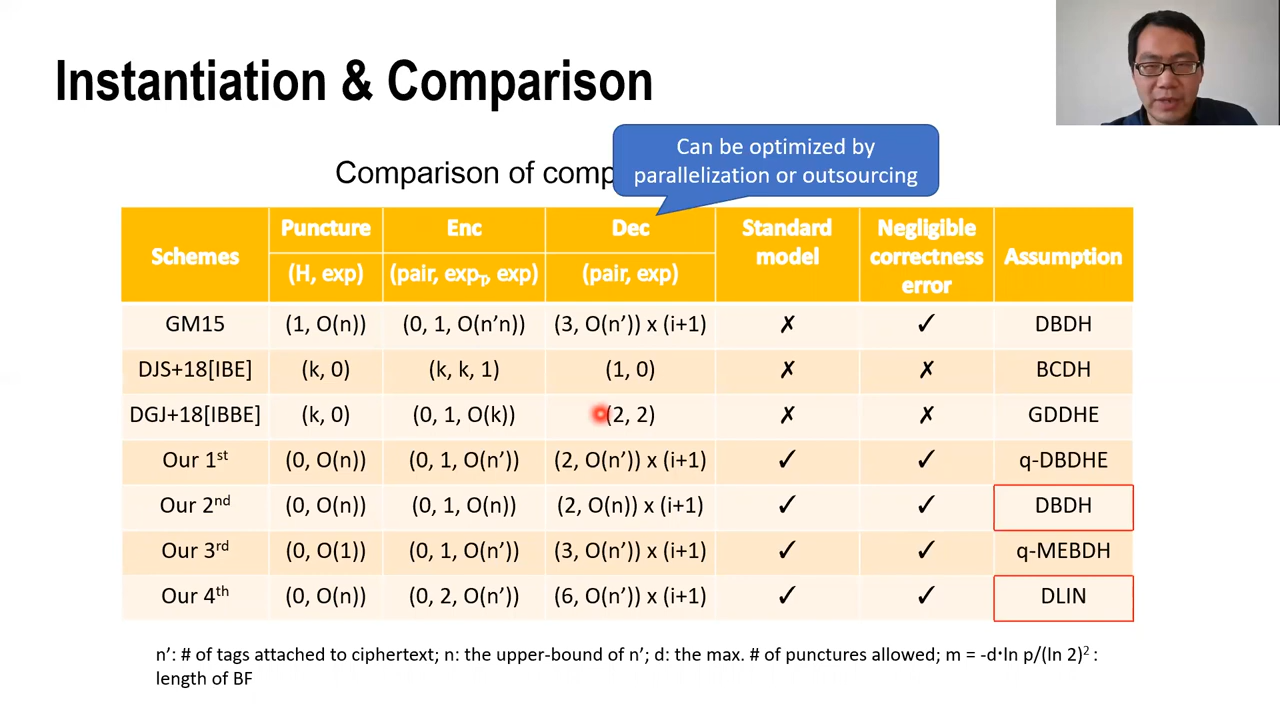 Instantiation & Comparison
Can be optimized by
parallelization or outsourcing
Comparison of comp
Schemes Puncture Enc Dec Standard model Negligible correctness error Assumption
(H, exp) (pair, exp_T, exp) (pair, exp)
GM15 (1, O(n)) (0, 1, O(n’n)) (3, O(n’)) x (i+1) ✗ ✓ DBDH
DJS+18[IBE] (k, 0) (k, k, 1) (1, 0) ✗ ✗ BCDH
DGJ+18[IBBE] (k, 0) (0, 1, O(k)) (2, 2) ✗ ✗ GDDHE
Our 1st (0, O(n)) (0, 1, O(n’)) (2, O(n’)) x (i+1) ✓ ✓ q-DBDHE
Our 2nd (0, O(n)) (0, 1, O(n)) (2, O(n)) x (i+1) ✓ ✓ DBDH
Our 3rd (0, O(1)) (0, 1, O(n’)) (3, O(n’)) x (i+1) ✓ ✓ q-MEBDH
Our 4th (0, O(n)) (0, 2, O(n’)) (6, O(n’)) x (i+1) ✓ ✓ DLIN
n’: # of tags attached to ciphertext; n: the upper-bound of n’; d: the max. # of punctures allowed; m = -d·ln p/(ln 2)² :
length of BF